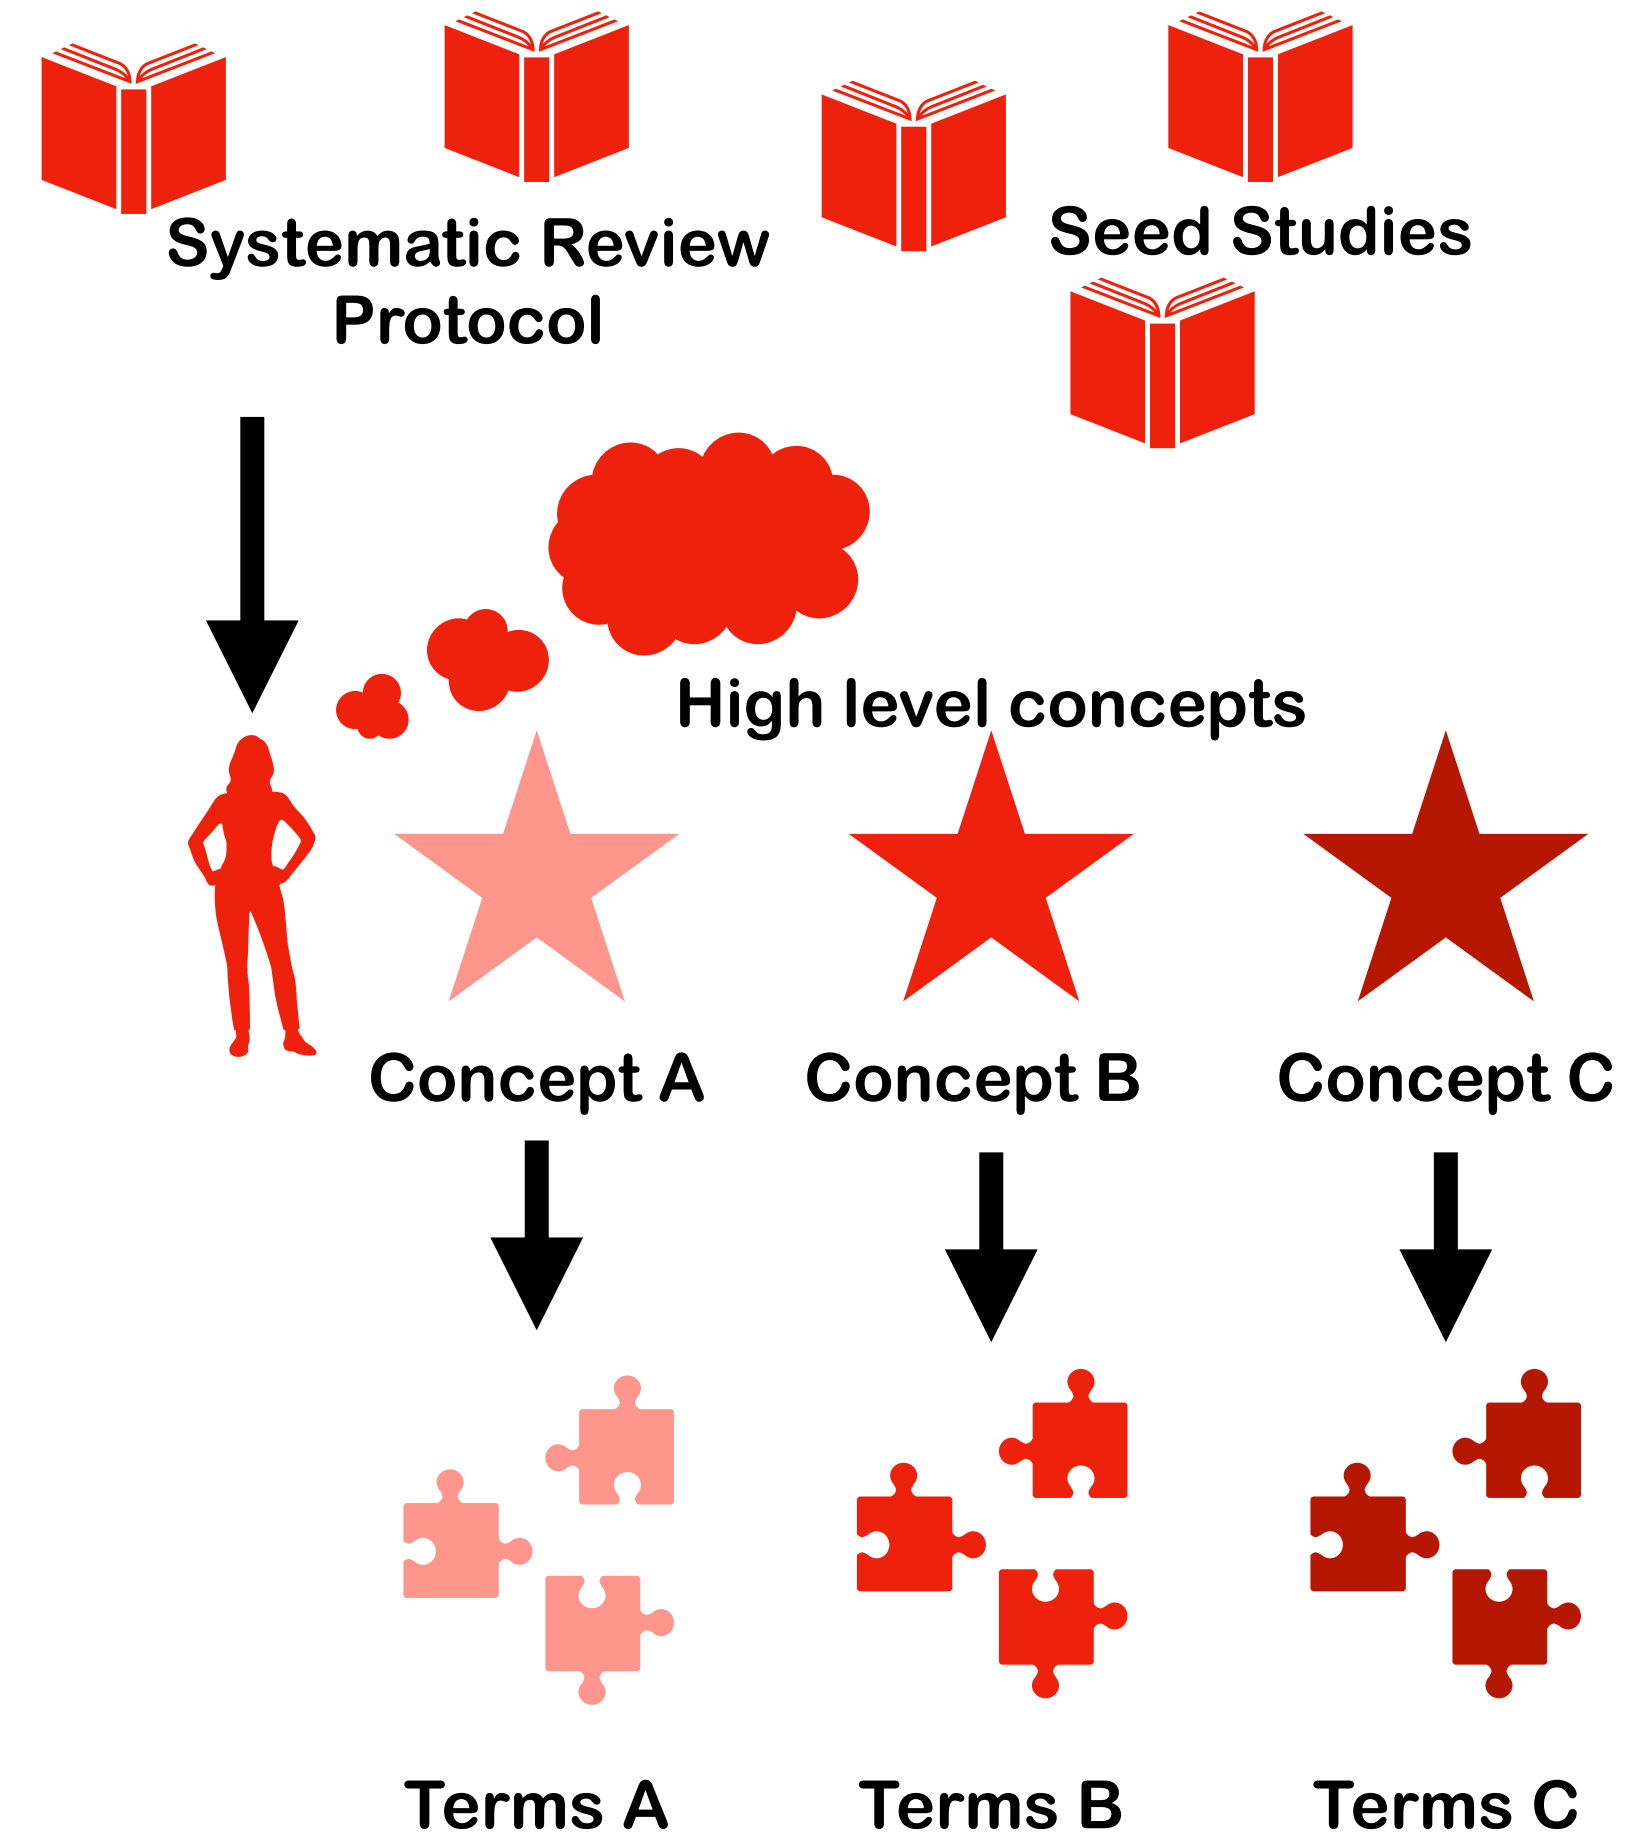 Systematic Review
Protocol
Seed Studies
High level concepts
Concept A
Concept B
Concept C
Terms A
Terms B
Terms C